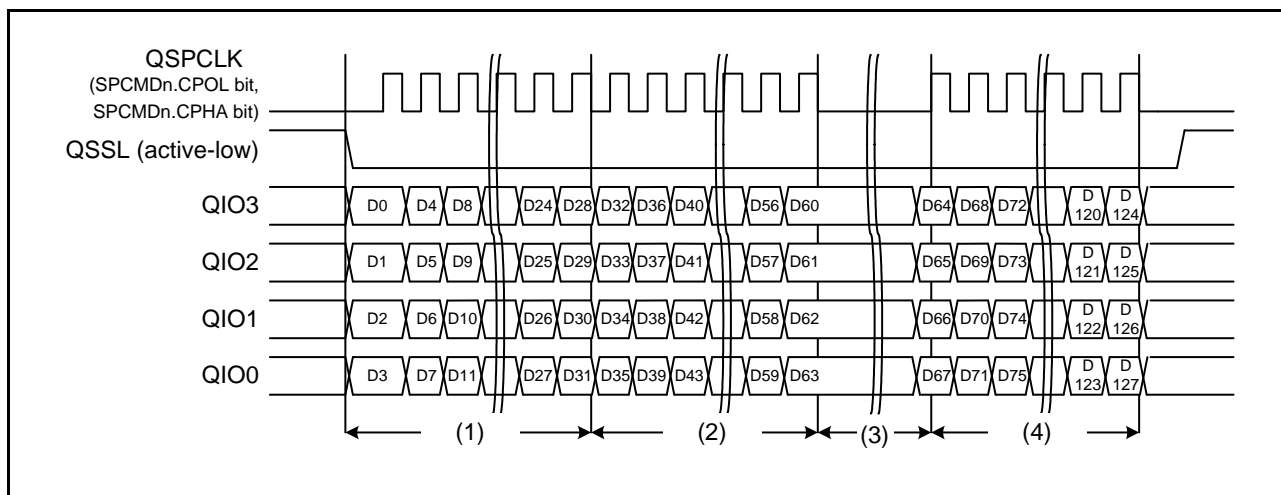 QSPCLK
(SPCMDn.CPOL bit,
SPCMDn.CPHA bit)
QSSL (active-low)
QIO3 D0 D4 D8 D24 D28 D32 D36 D40 D56 D60 D64 D68 D72 D 120 D 124
QIO2 D1 D5 D9 D25 D29 D33 D37 D41 D57 D61 D65 D69 D73 D 121 D 125
QIO1 D2 D6 D10 D26 D30 D34 D38 D42 D58 D62 D66 D70 D74 D 122 D 126
QIO0 D3 D7 D11 D27 D31 D35 D39 D43 D59 D63 D67 D71 D75 D 123 D 127
(1) (2) (3) (4)